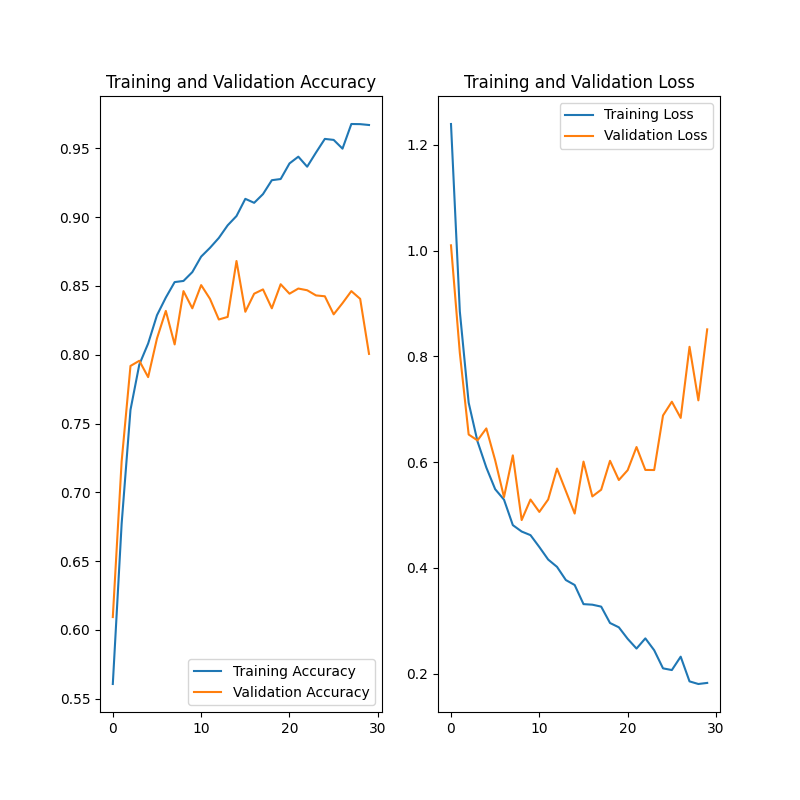 Training and Validation Accuracy
0.95
0.90
0.85
0.80
0.75
0.70
0.65
0.60
0.55
Training Accuracy
Validation Accuracy
0 10 20 30
Training and Validation Loss
Training Loss
Validation Loss
1.2
1.0
0.8
0.6
0.4
0.2
0 10 20 30